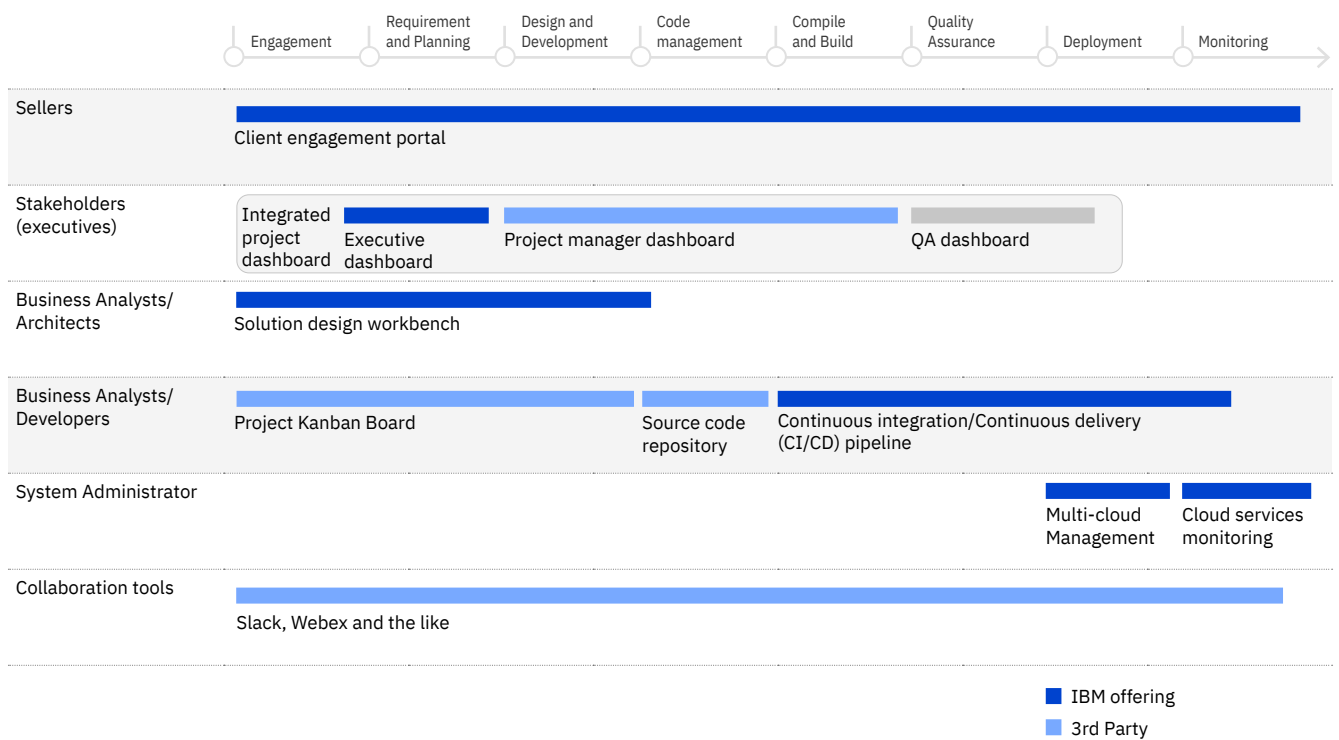 Engagement
Requirement
and Planning
Design and
Development
Code
management
Compile
and Build
Quality
Assurance
Deployment
Monitoring
Sellers
Client engagement portal
Stakeholders
(executives)
Integrated
project
dashboard
Executive
dashboard
Project manager dashboard
QA dashboard
Business Analysts/
Architects
Solution design workbench
Business Analysts/
Developers
Project Kanban Board
Source code
repository
Continuous integration/Continuous delivery
(CI/CD) pipeline
System Administrator
Multi-cloud
Management
Cloud services
monitoring
Collaboration tools
Slack, Webex and the like
IBM offering
3rd Party